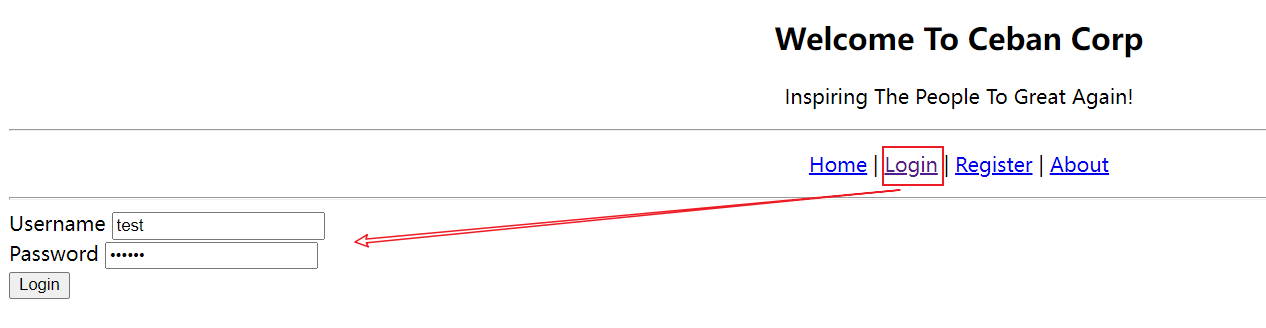 Welcome To Ceban Corp
Inspiring The People To Great Again!
Home | Login | Register | About
Username test
Password ••••••
Login